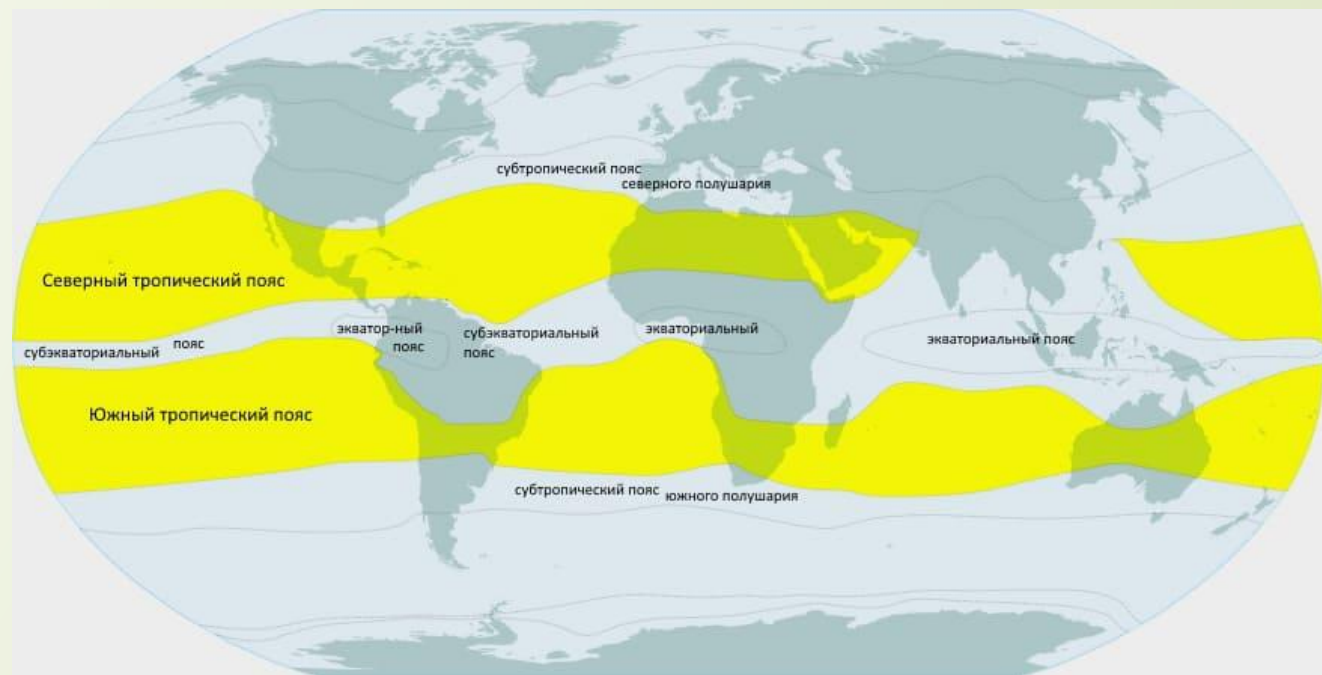 субтропический пояс
северного полушария
Северный тропический пояс
экватор-ный
пояс
субэкваториальный
пояс
экваториальный
экваториальный пояс
субэкваториальный пояс
Южный тропический пояс
субтропический пояс южного полушария